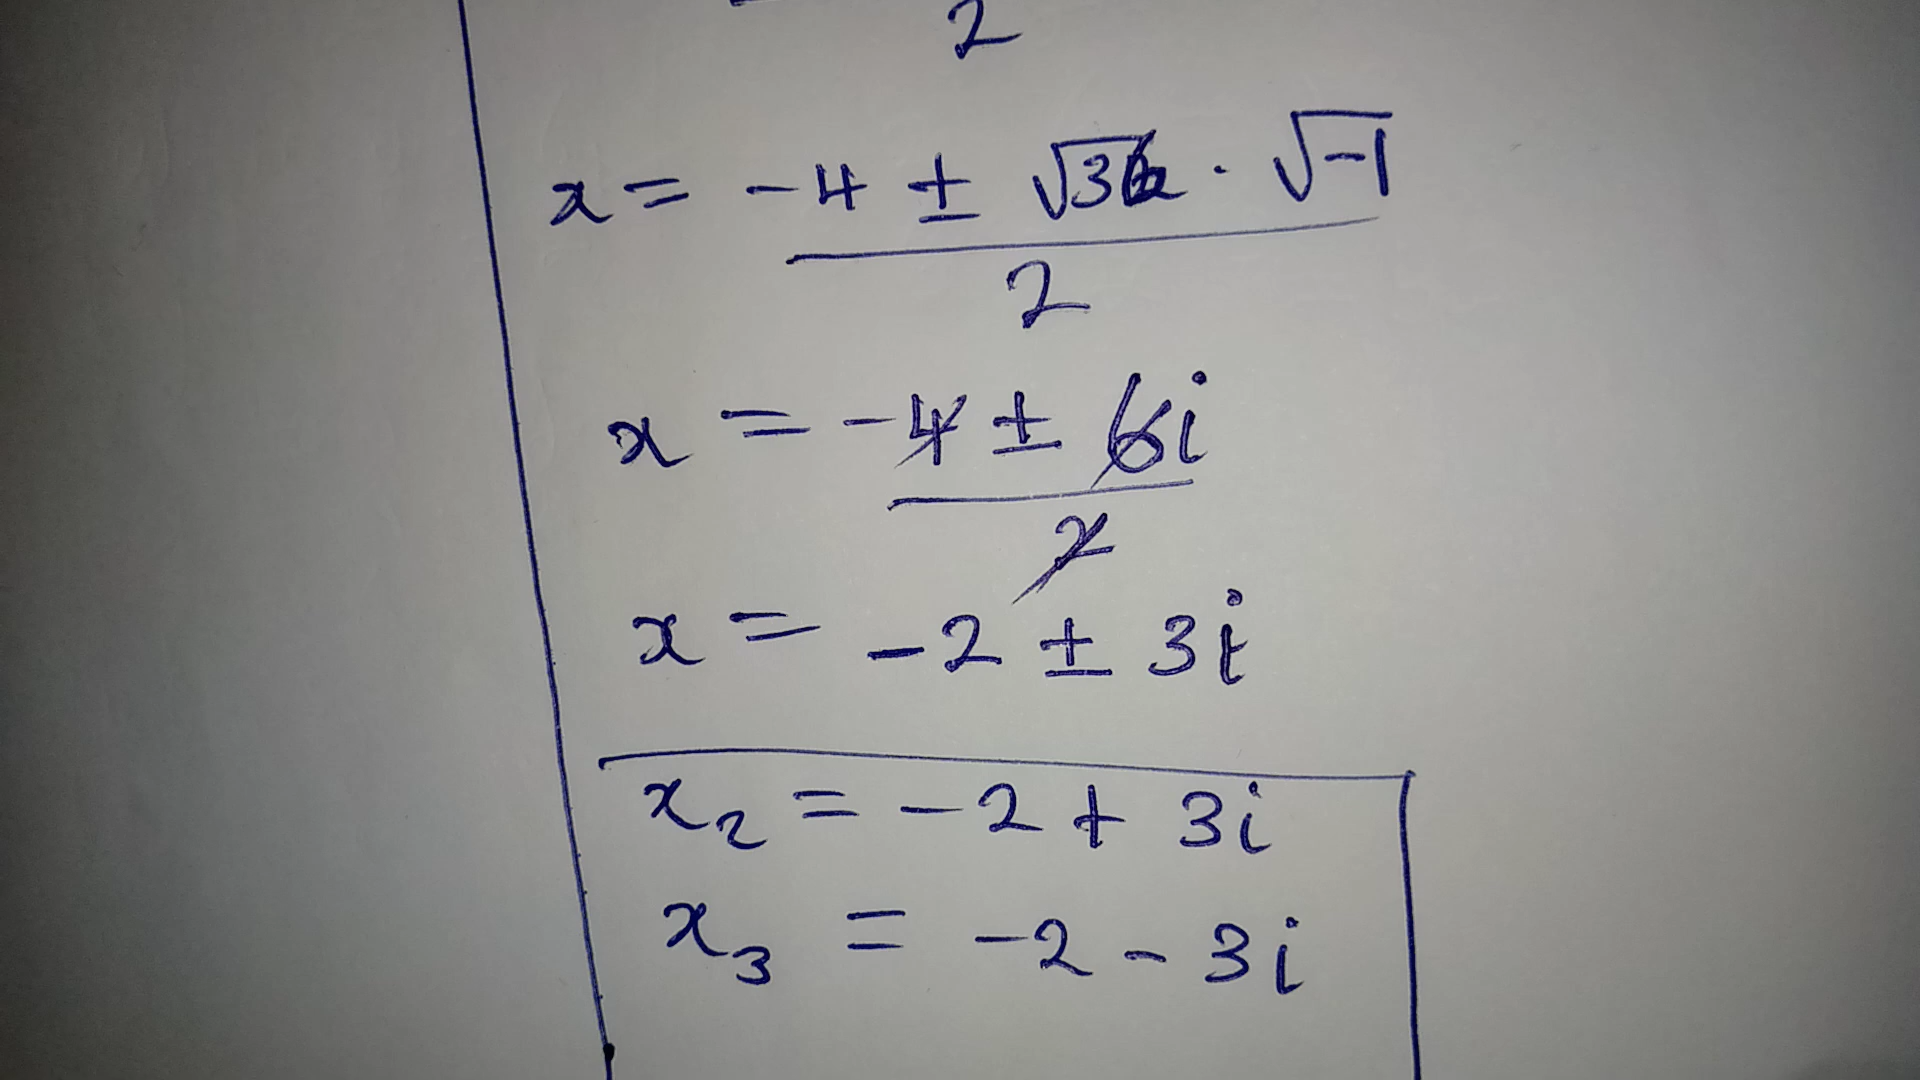 2
x = -4 ± √36 · √-1
2
x = -4 ± 6i
2
x = -2 ± 3i
x₂ = -2 + 3i
x₃ = -2 - 3i